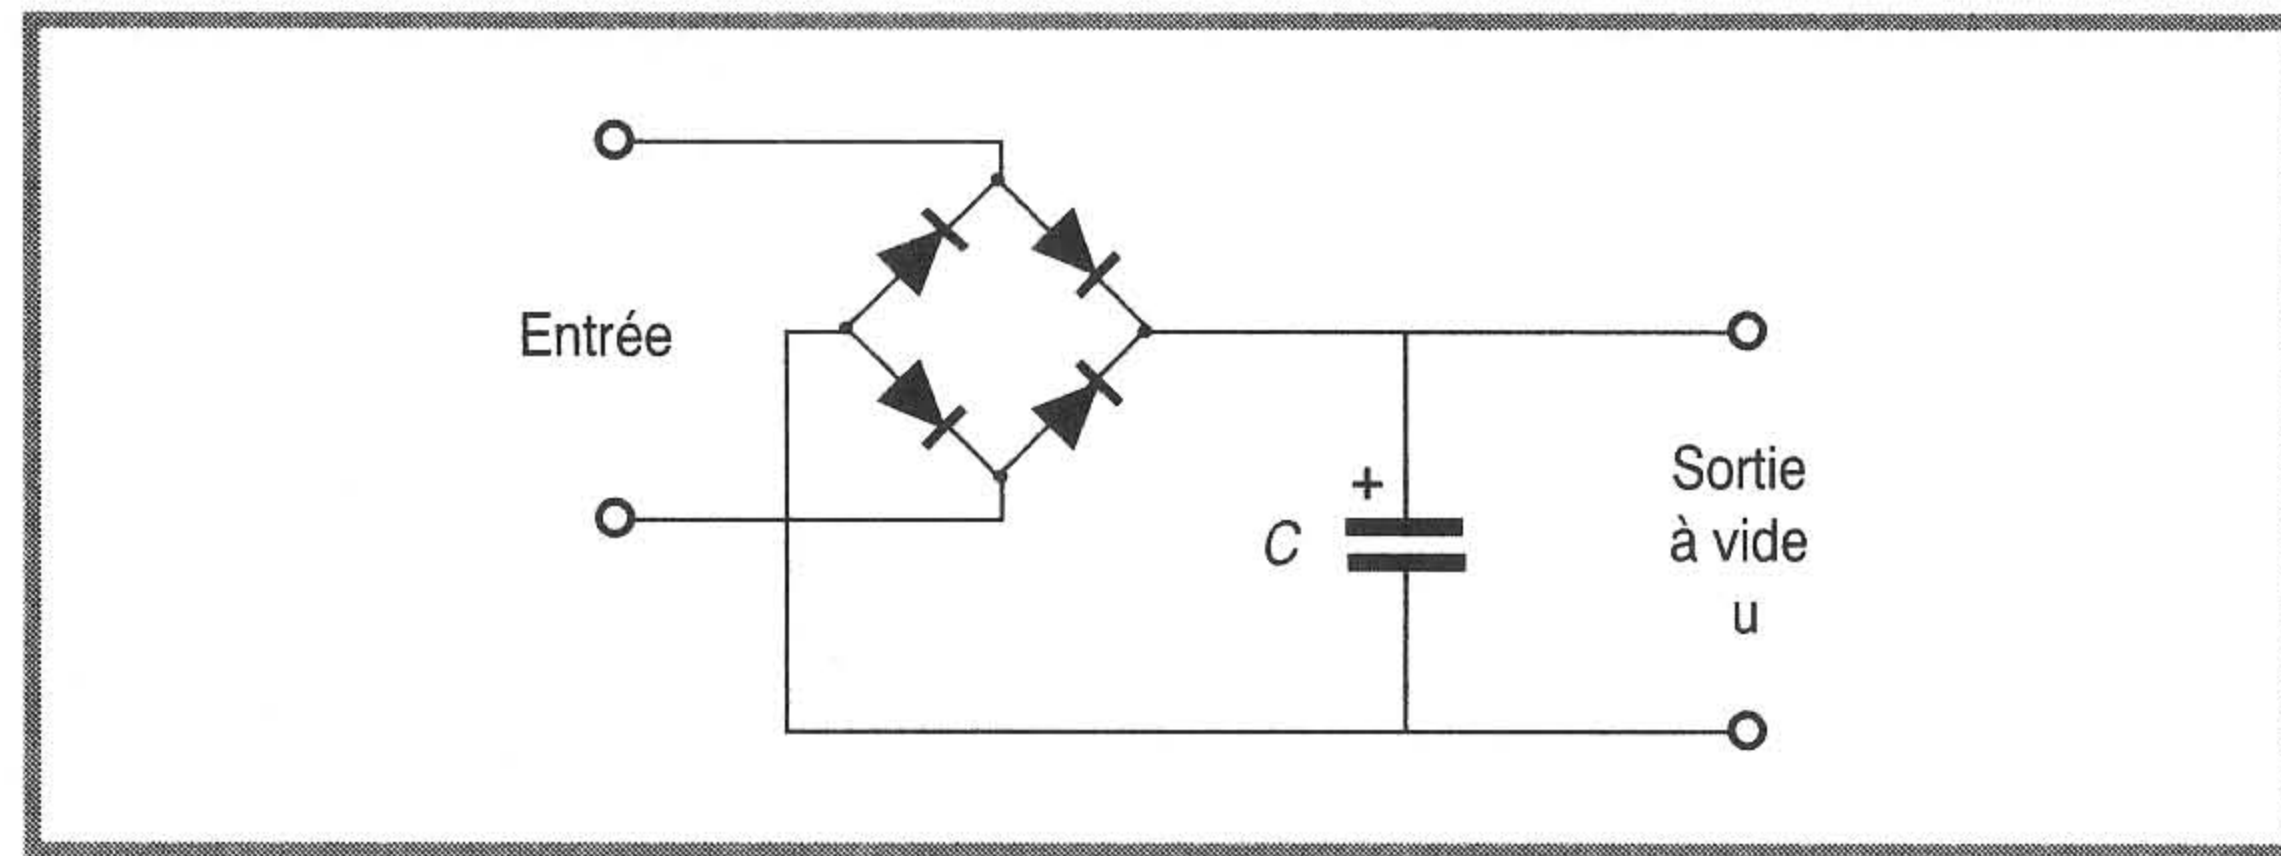 Entrée
+
C
Sortie
à vide
u